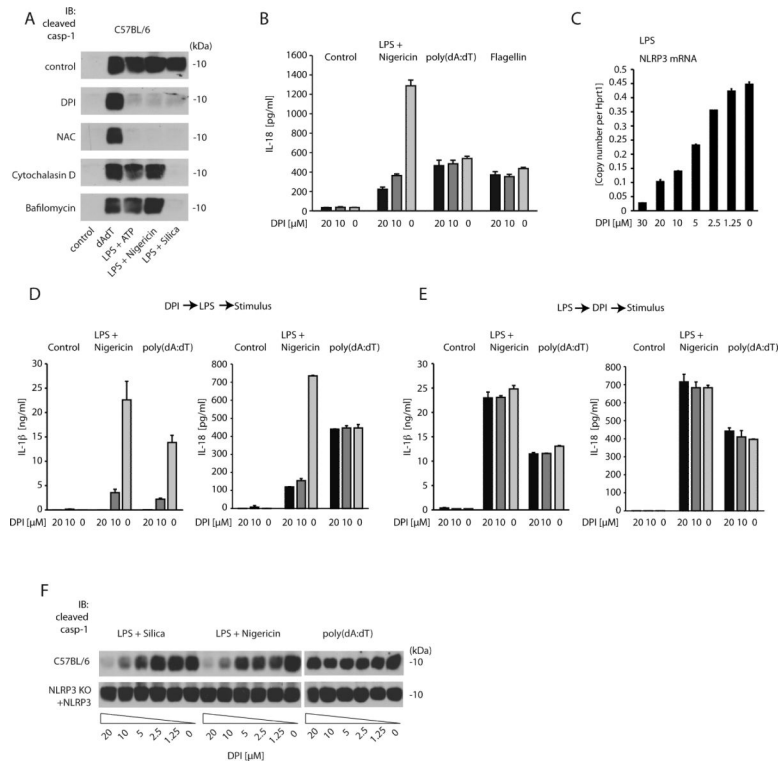 A
IB:
cleaved
casp-1
C57BL/6
(kDa)
control
-10
DPI
-10
NAC
-10
Cytochalasin D
-10
Bafilomycin
-10
control
dAdT
LPS + ATP
LPS + Nigericin
LPS + Silica
B
Control
LPS +
Nigericin
poly(dA:dT)
Flagellin
IL-18 [pg/ml]
1600
1400
1200
1000
800
600
400
200
0
DPI [µM]
20 10 0
20 10 0
20 10 0
20 10 0
C
LPS
NLRP3 mRNA
[Copy number per Hprt1]
0.5
0.45
0.4
0.35
0.3
0.25
0.2
0.15
0.1
0.05
0
DPI
[µM]
30 20 10 5 2.5 1.25 0
D
DPI ➔ LPS ➔ Stimulus
Control
LPS +
Nigericin
poly(dA:dT)
IL-1β [ng/ml]
30
25
20
15
10
5
0
DPI [µM]
20 10 0
20 10 0
20 10 0
Control
LPS +
Nigericin
poly(dA:dT)
IL-18 [pg/ml]
800
700
600
500
400
300
200
100
0
20 10 0
20 10 0
20 10 0
E
LPS ➔ DPI ➔ Stimulus
Control
LPS +
Nigericin
poly(dA:dT)
IL-1β [ng/ml]
30
25
20
15
10
5
0
DPI [µM]
20 10 0
20 10 0
20 10 0
Control
LPS +
Nigericin
poly(dA:dT)
IL-18 [pg/ml]
800
700
600
500
400
300
200
100
0
20 10 0
20 10 0
20 10 0
F
IB:
cleaved
casp-1
LPS + Silica
LPS + Nigericin
poly(dA:dT)
(kDa)
C57BL/6
-10
NLRP3 KO
+NLRP3
-10
20 10 5 2.5 1.25 0
20 10 5 2.5 1.25 0
20 10 5 2.5 1.25 0
DPI [µM]